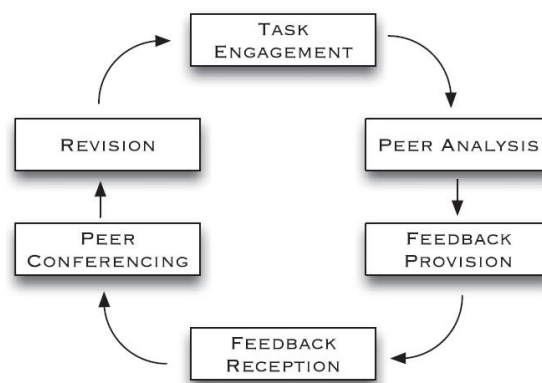 TASK
ENGAGEMENT
PEER ANALYSIS
FEEDBACK
PROVISION
FEEDBACK
RECEPTION
PEER
CONFERENCING
REVISION